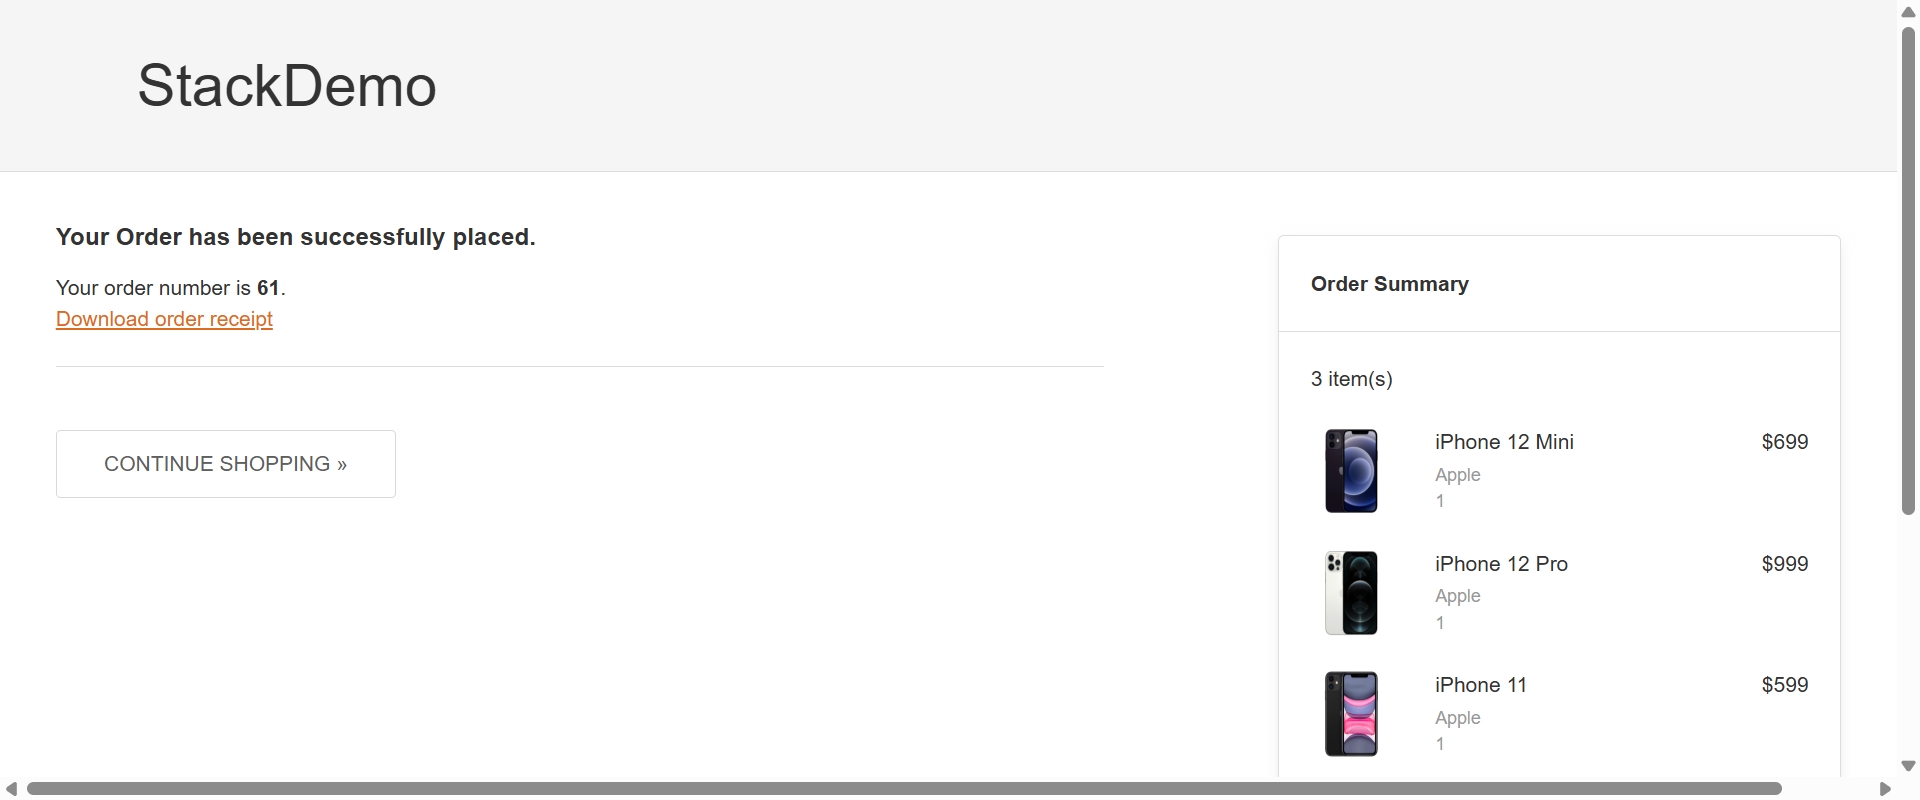 StackDemo
Your Order has been successfully placed.
Your order number is 61.
Download order receipt
CONTINUE SHOPPING »
Order Summary
3 item(s)
iPhone 12 Mini $699
Apple
1
iPhone 12 Pro $999
Apple
1
iPhone 11 $599
Apple
1